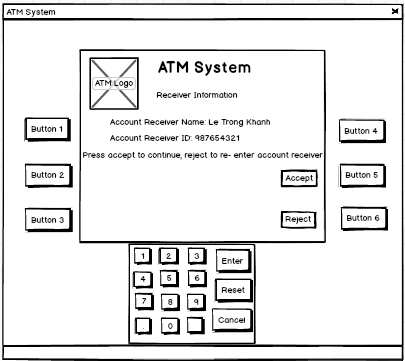 ATM System
ATM Logo
ATM System
Receiver Information
Account Receiver Name: Le Trong Khanh
Account Receiver ID: 987654321
Press accept to continue, reject to re- enter account receiver
Accept
Reject
Button 1
Button 2
Button 3
Button 4
Button 5
Button 6
1 2 3 Enter
4 5 6 Reset
7 8 9
. 0 Cancel